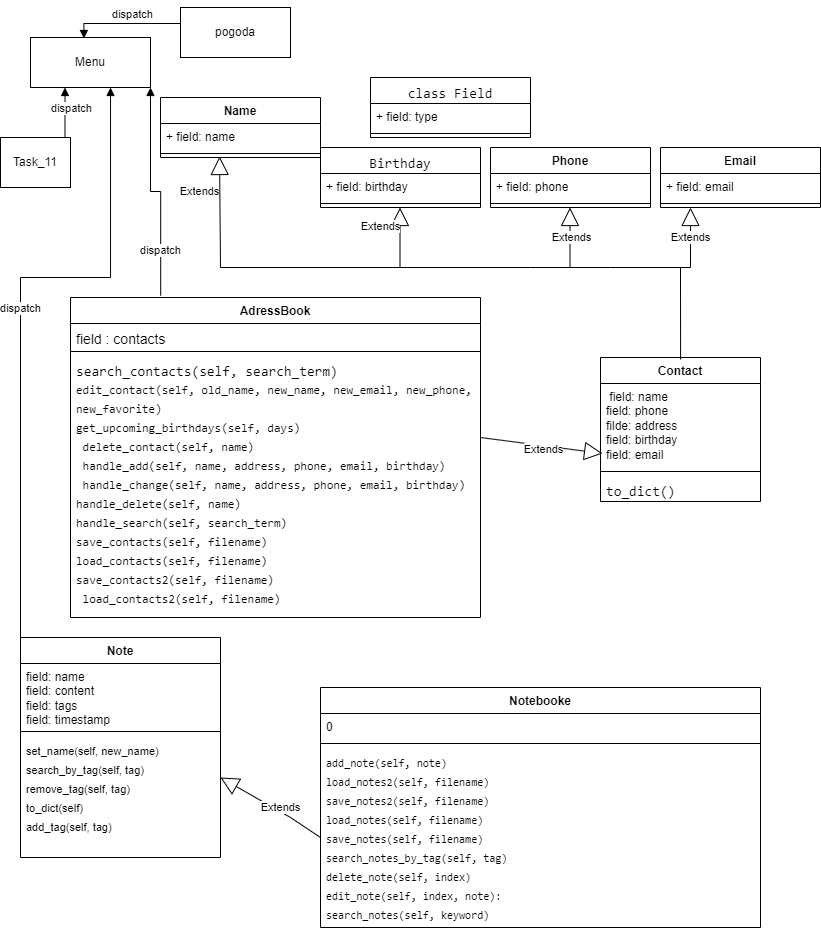 dispatch
pogoda
Menu
dispatch
Task_11
Name
+ field: name
class Field
+ field: type
Birthday
+ field: birthday
Phone
+ field: phone
Email
+ field: email
Extends
Extends
Extends
Extends
dispatch
dispatch
AdressBook
field : contacts
search_contacts(self, search_term)
edit_contact(self, old_name, new_name, new_email, new_phone,
new_favorite)
get_upcoming_birthdays(self, days)
delete_contact(self, name)
handle_add(self, name, address, phone, email, birthday)
handle_change(self, name, address, phone, email, birthday)
handle_delete(self, name)
handle_search(self, search_term)
save_contacts(self, filename)
load_contacts(self, filename)
save_contacts2(self, filename)
load_contacts2(self, filename)
Extends
Contact
field: name
field: phone
filde: address
field: birthday
field: email
to_dict()
Note
field: name
field: content
field: tags
field: timestamp
set_name(self, new_name)
search_by_tag(self, tag)
remove_tag(self, tag)
to_dict(self)
add_tag(self, tag)
Extends
Notebooke
0
add_note(self, note)
load_notes2(self, filename)
save_notes2(self, filename)
load_notes(self, filename)
save_notes(self, filename)
search_notes_by_tag(self, tag)
delete_note(self, index)
edit_note(self, index, note):
search_notes(self, keyword)